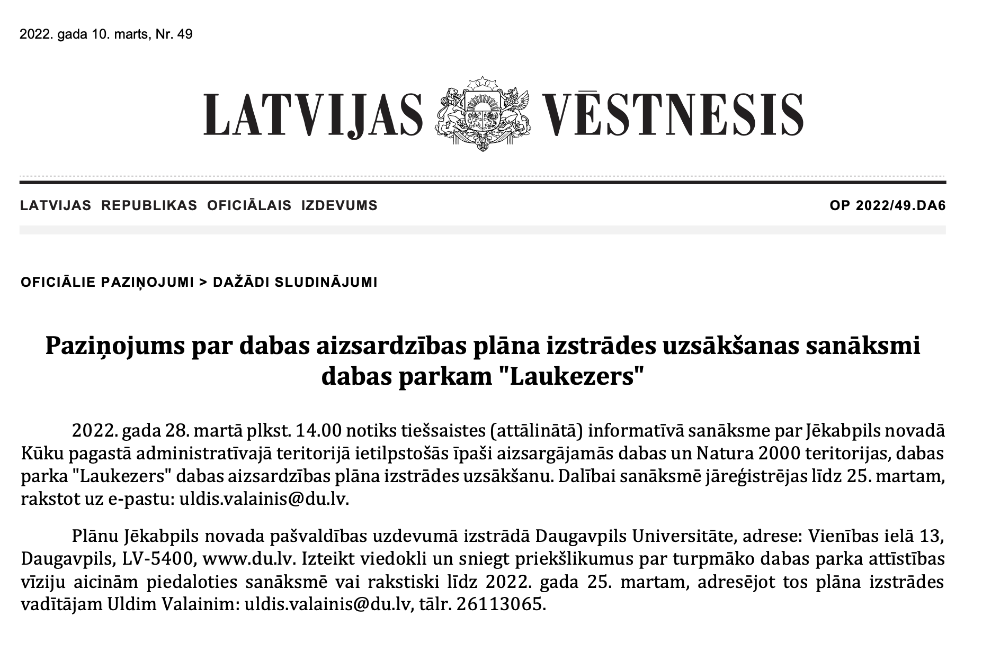 2022. gada 10. marts, Nr. 49
LATVIJAS VĒSTNESIS
LATVIJAS REPUBLIKAS OFICIĀLAIS IZDEVUMS OP 2022/49.DA6
OFICIĀLIE PAZIŅOJUMI > DAŽĀDI SLUDINĀJUMI
Paziņojums par dabas aizsardzības plāna izstrādes uzsākšanas sanāksmi
dabas parkam "Laukezers"
2022. gada 28. martā plkst. 14.00 notiks tiešsaistes (attālinātā) informatīvā sanāksme par Jēkabpils novadā
Kūku pagastā administratīvajā teritorijā ietilpstošās īpaši aizsargājamās dabas un Natura 2000 teritorijas, dabas
parka "Laukezers" dabas aizsardzības plāna izstrādes uzsākšanu. Dalībai sanāksmē jāreģistrējas līdz 25. martam,
rakstot uz e-pastu: uldis.valainis@du.lv.
Plānu Jēkabpils novada pašvaldības uzdevumā izstrādā Daugavpils Universitāte, adrese: Vienības ielā 13,
Daugavpils, LV-5400, www.du.lv. Izteikt viedokli un sniegt priekšlikumus par turpmāko dabas parka attīstības
vīziju aicinām piedaloties sanāksmē vai rakstiski līdz 2022. gada 25. martam, adresējot tos plāna izstrādes
vadītājam Uldim Valainim: uldis.valainis@du.lv, tālr. 26113065.